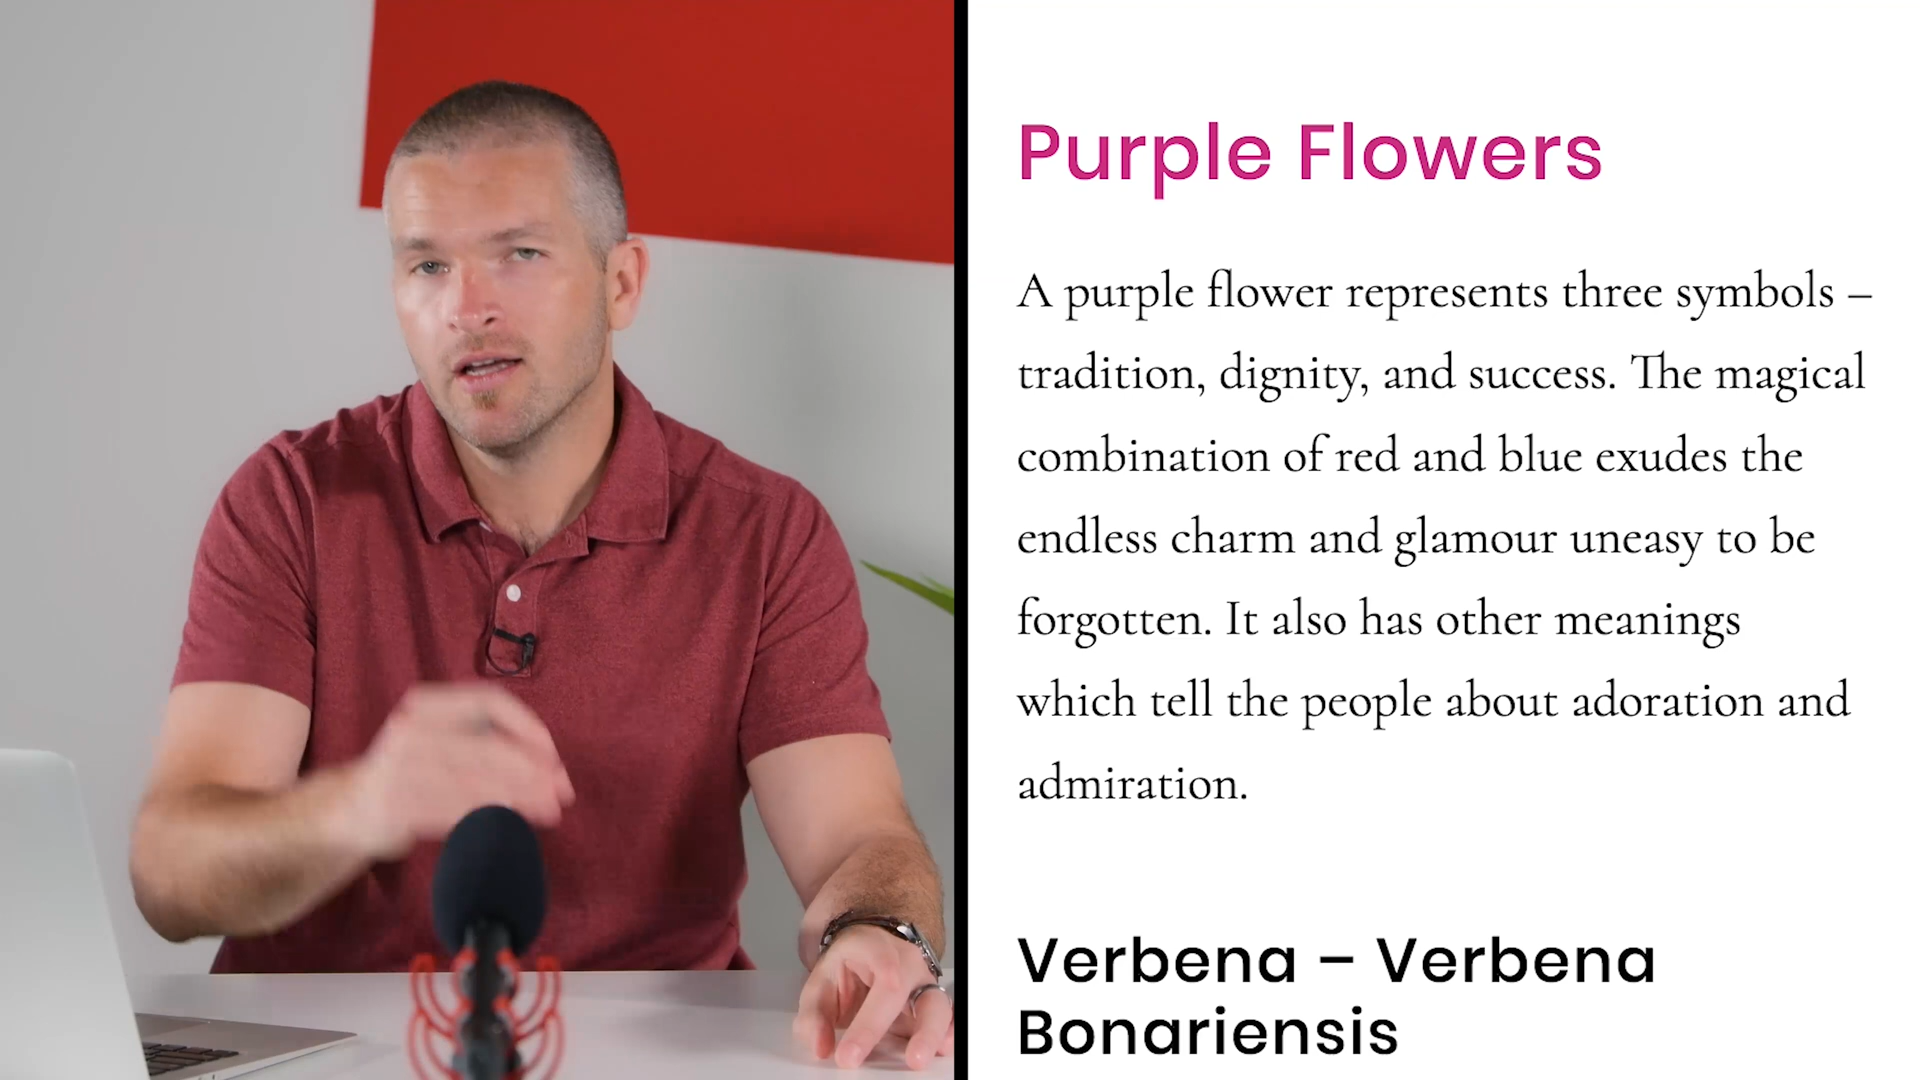 Purple Flowers
A purple flower represents three symbols –
tradition, dignity, and success. The magical
combination of red and blue exudes the
endless charm and glamour uneasy to be
forgotten. It also has other meanings
which tell the people about adoration and
admiration.
Verbena – Verbena
Bonariensis